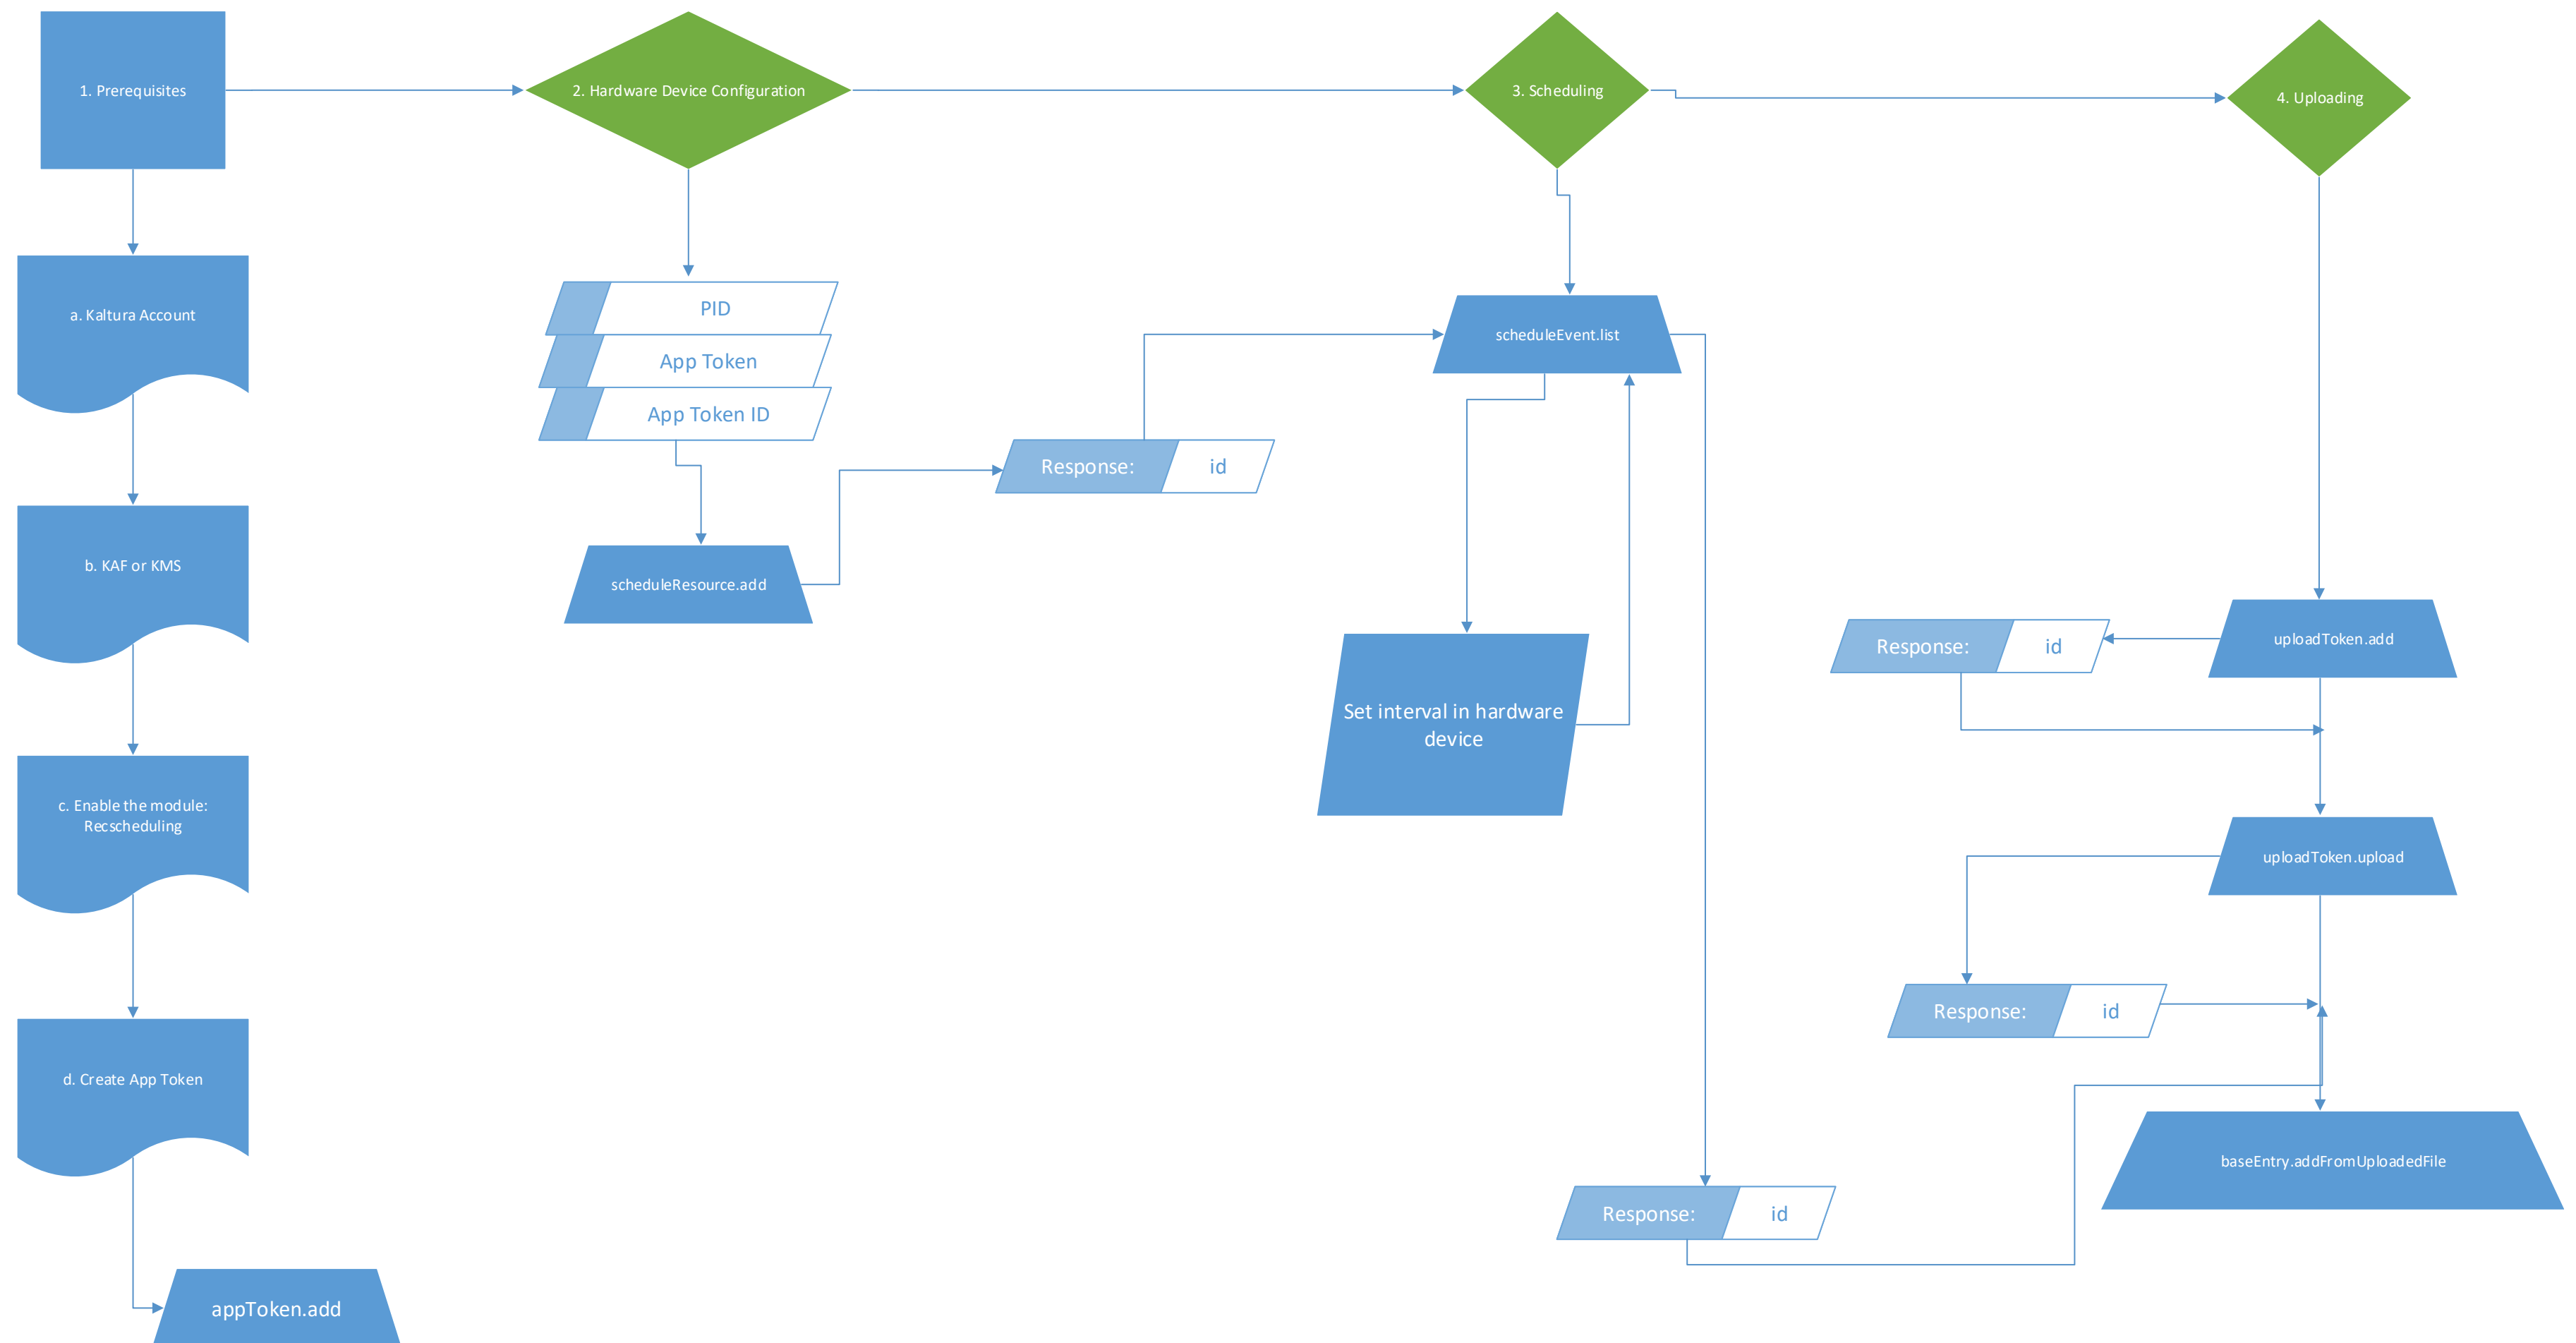 1. Prerequisites
2. Hardware Device Configuration
3. Scheduling
4. Uploading
a. Kaltura Account
b. KAF or KMS
c. Enable the module:
Recscheduling
d. Create App Token
appToken.add
PID
App Token
App Token ID
scheduleResource.add
Response: id
scheduleEvent.list
Set interval in hardware
device
Response: id
uploadToken.add
Response: id
uploadToken.upload
Response: id
baseEntry.addFromUploadedFile